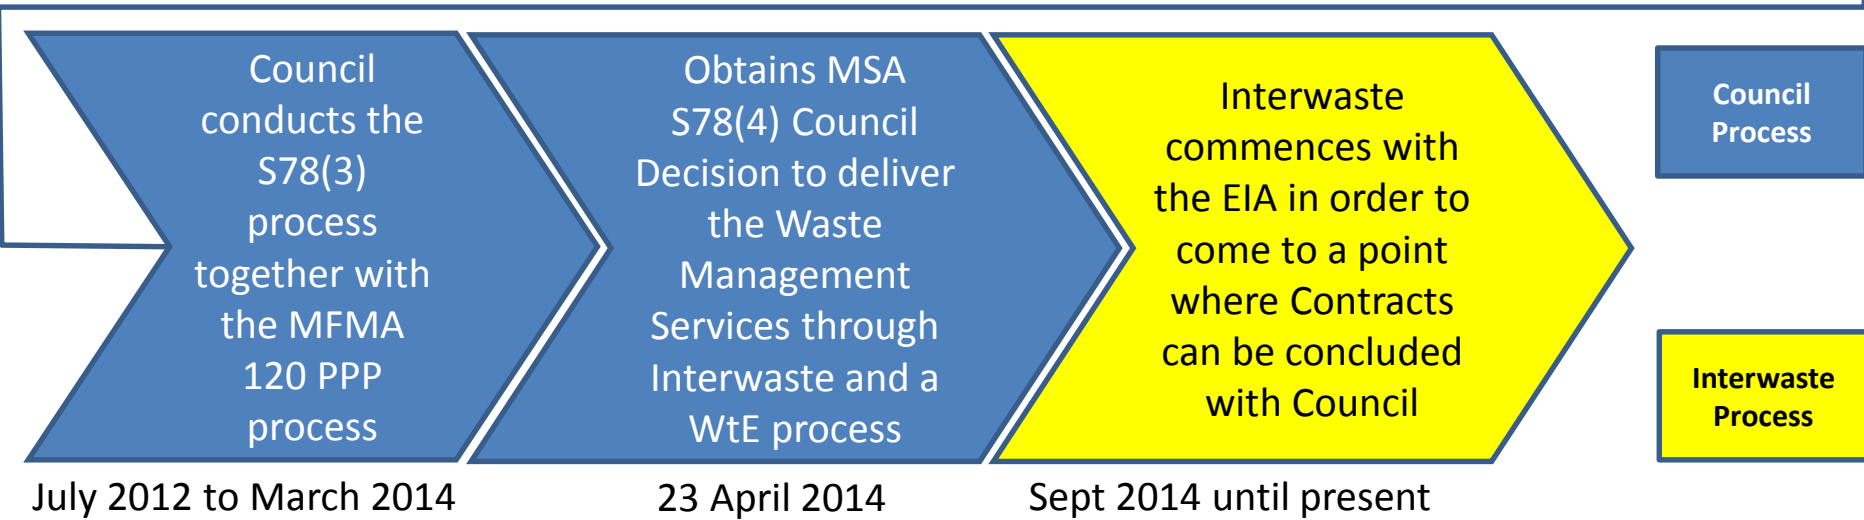 Council
conducts the
S78(3)
process
together with
the MFMA
120 PPP
process
Obtains MSA
S78(4) Council
Decision to deliver
the Waste
Management
Services through
Interwaste and a
WtE process
Interwaste
commences with
the EIA in order to
come to a point
where Contracts
can be concluded
with Council
Council
Process
Interwaste
Process
July 2012 to March 2014
23 April 2014
Sept 2014 until present